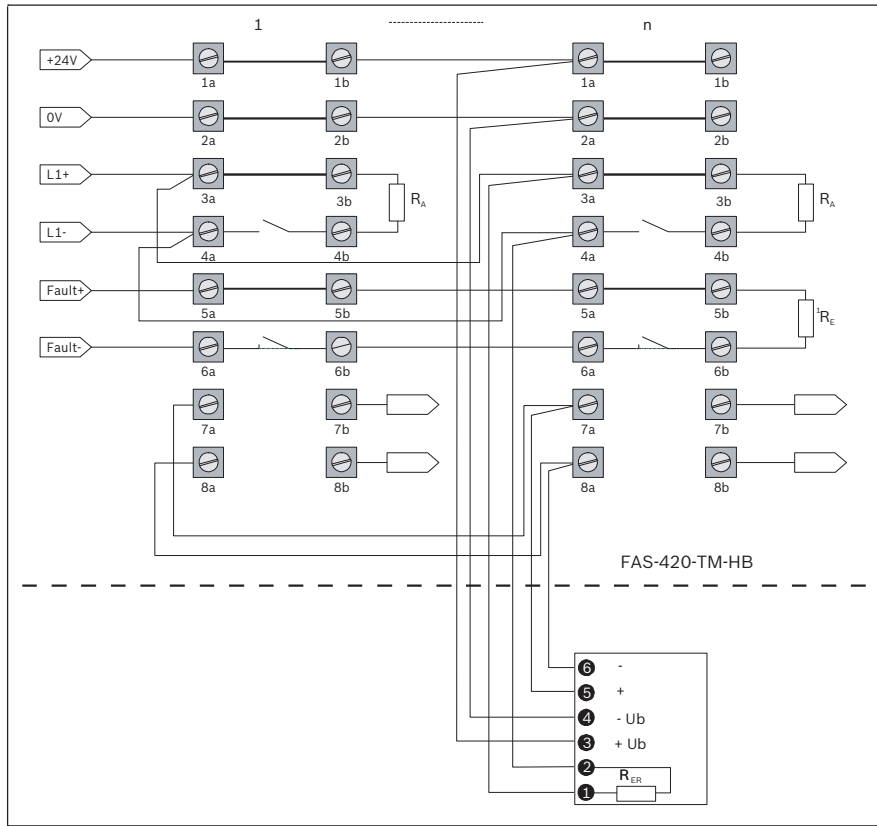 1 n
+24V 1a 1b 1a 1b
0V 2a 2b 2a 2b
L1+ 3a 3b RA 3a 3b RA
L1- 4a 4b 4a 4b
Fault+ 5a 5b 5a 5b 1RE
Fault- 6a 6b 6a 6b
7a 7b 7a 7b
8a 8b 8a 8b
FAS-420-TM-HB
6 -
5 +
4 - Ub
3 + Ub
2
RER
1